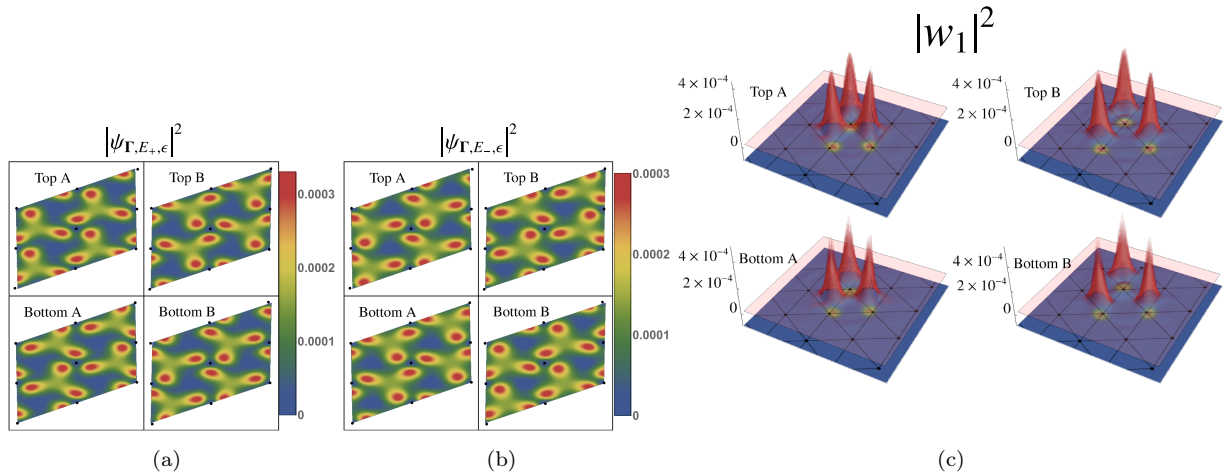 |ψ_{Γ,E₊,ϵ}|²
Top A
Top B
Bottom A
Bottom B
0.0003
0.0002
0.0001
0
(a)
|ψ_{Γ,E₋,ϵ}|²
Top A
Top B
Bottom A
Bottom B
0.0003
0.0002
0.0001
0
(b)
|w₁|²
4 × 10⁻⁴
2 × 10⁻⁴
0
Top A
4 × 10⁻⁴
2 × 10⁻⁴
0
Top B
4 × 10⁻⁴
2 × 10⁻⁴
0
Bottom A
4 × 10⁻⁴
2 × 10⁻⁴
0
Bottom B
(c)